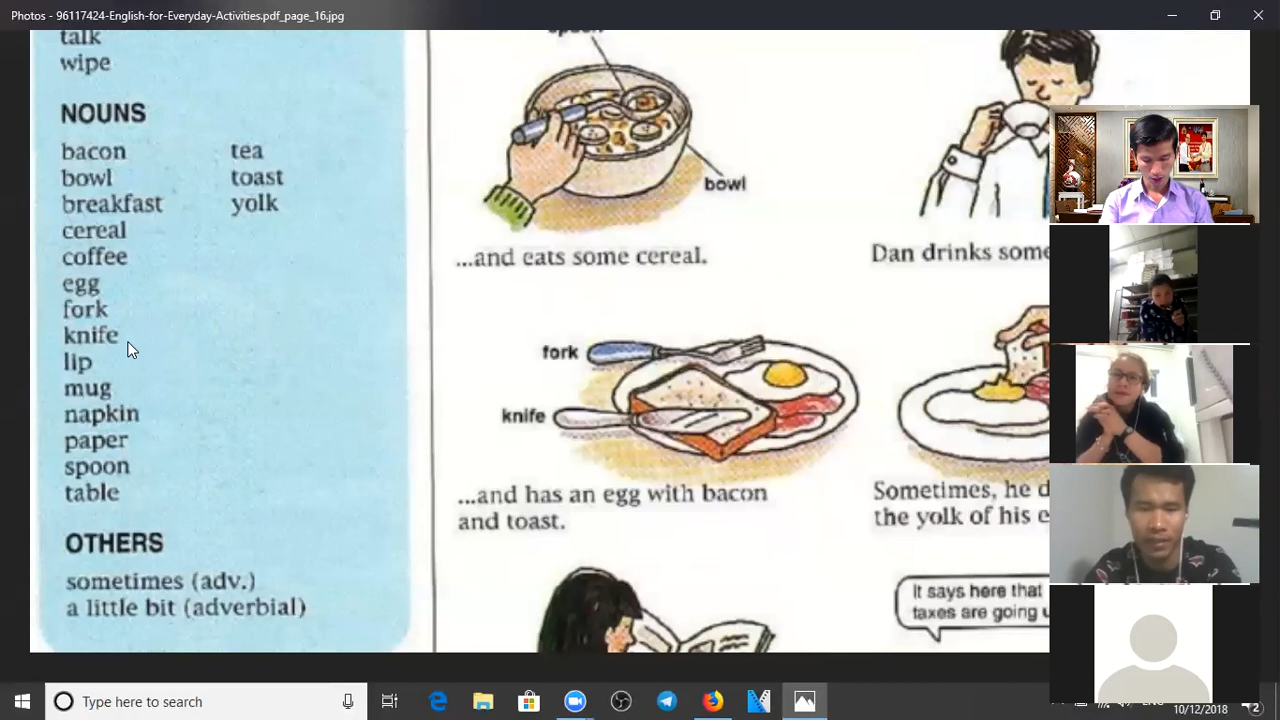 Photos - 96117424-English-for-Everyday-Activities.pdf_page_16.jpg
talk
wipe
NOUNS
bacon
bowl
breakfast
cereal
coffee
egg
fork
knife
lip
mug
napkin
paper
spoon
table
tea
toast
yolk
OTHERS
sometimes (adv.)
a little bit (adverbial)
spoon
bowl
...and eats some cereal.
Dan drinks some
fork
knife
...and has an egg with bacon
and toast.
Sometimes, he d
the yolk of his e
It says here that
taxes are going u
Type here to search
ENG
10/12/2018
2